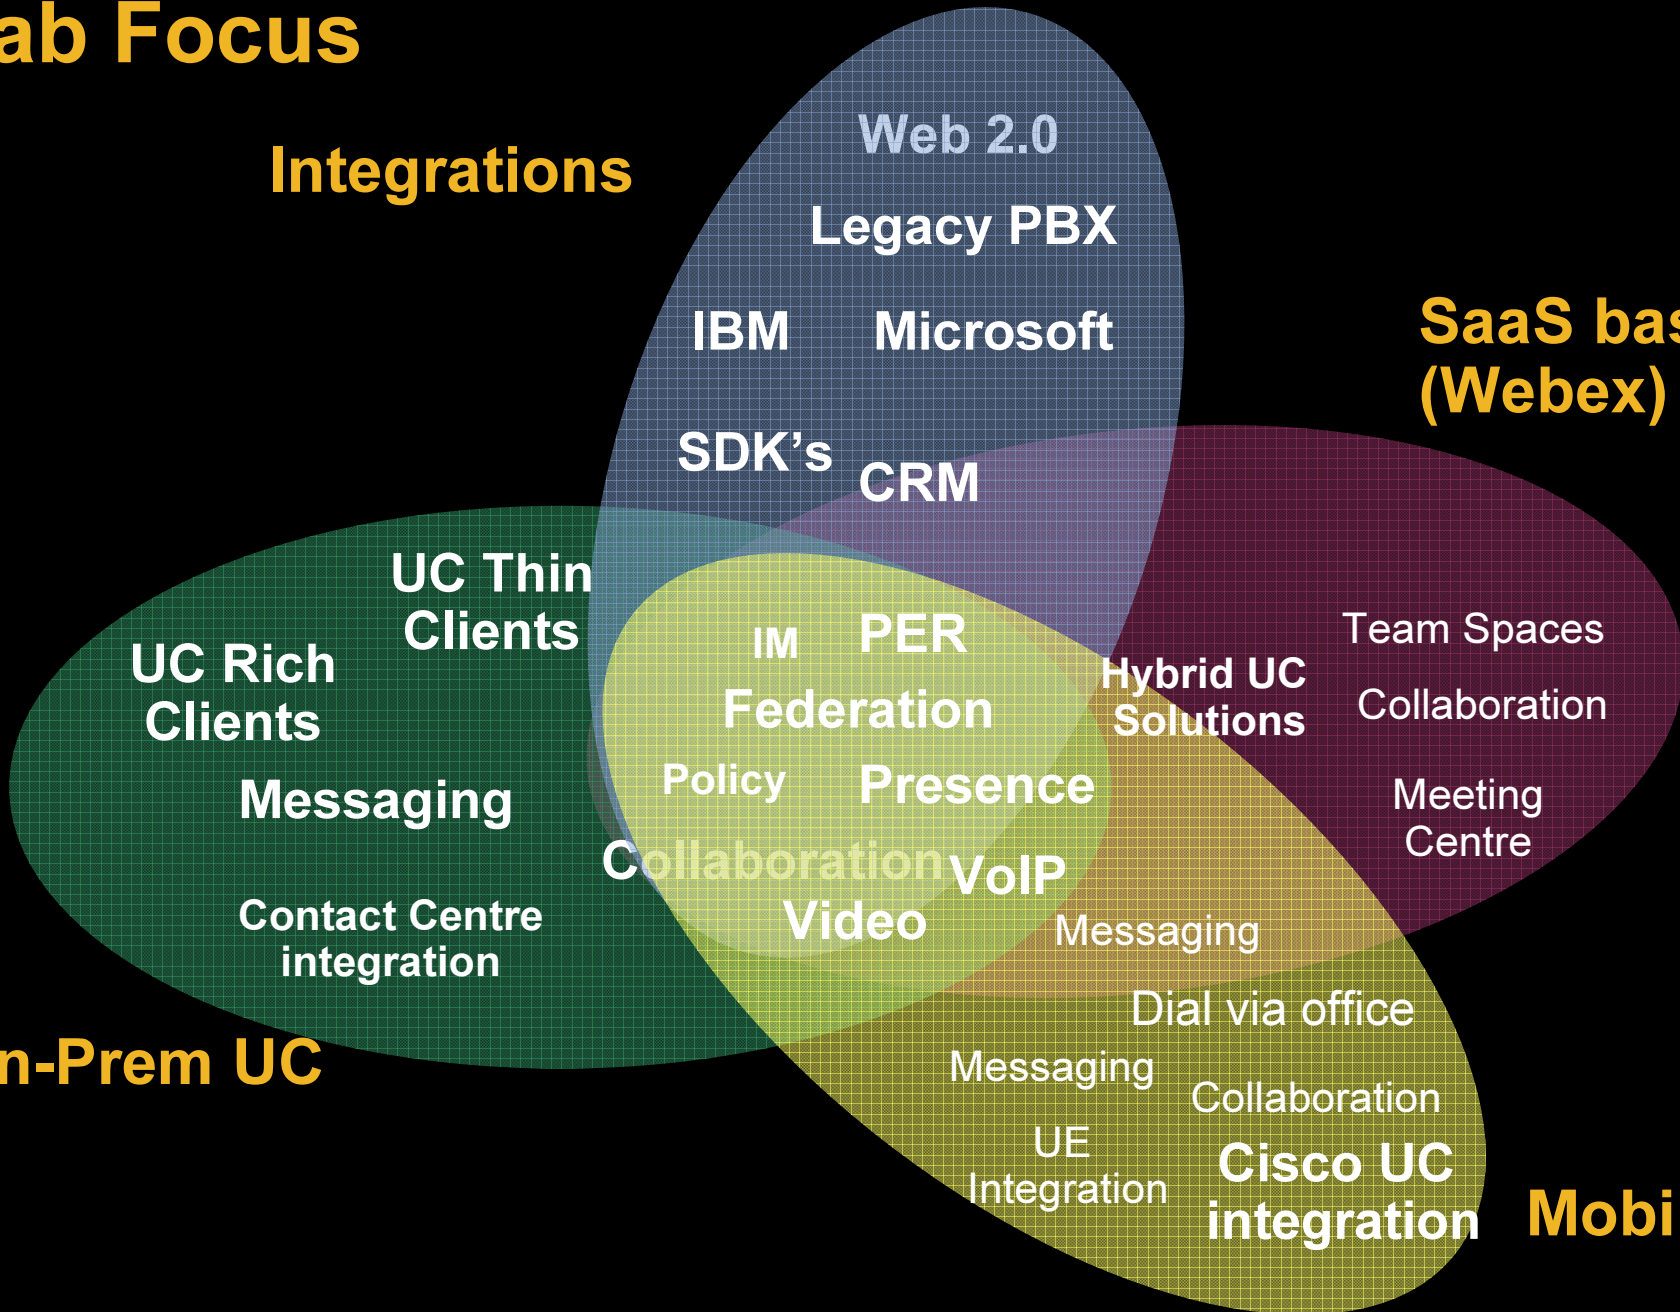 ab Focus
Integrations
Web 2.0
Legacy PBX
IBM Microsoft
SaaS bas
(Webex)
SDK’s
CRM
UC Thin
Clients
UC Rich
Clients
Messaging
Contact Centre
integration
n-Prem UC
IM PER
Federation
Policy Presence
Collaboration
VoIP
Video
Hybrid UC
Solutions
Team Spaces
Collaboration
Meeting
Centre
Messaging
Dial via office
Messaging
Collaboration
UE
Integration
Cisco UC
integration
Mobi